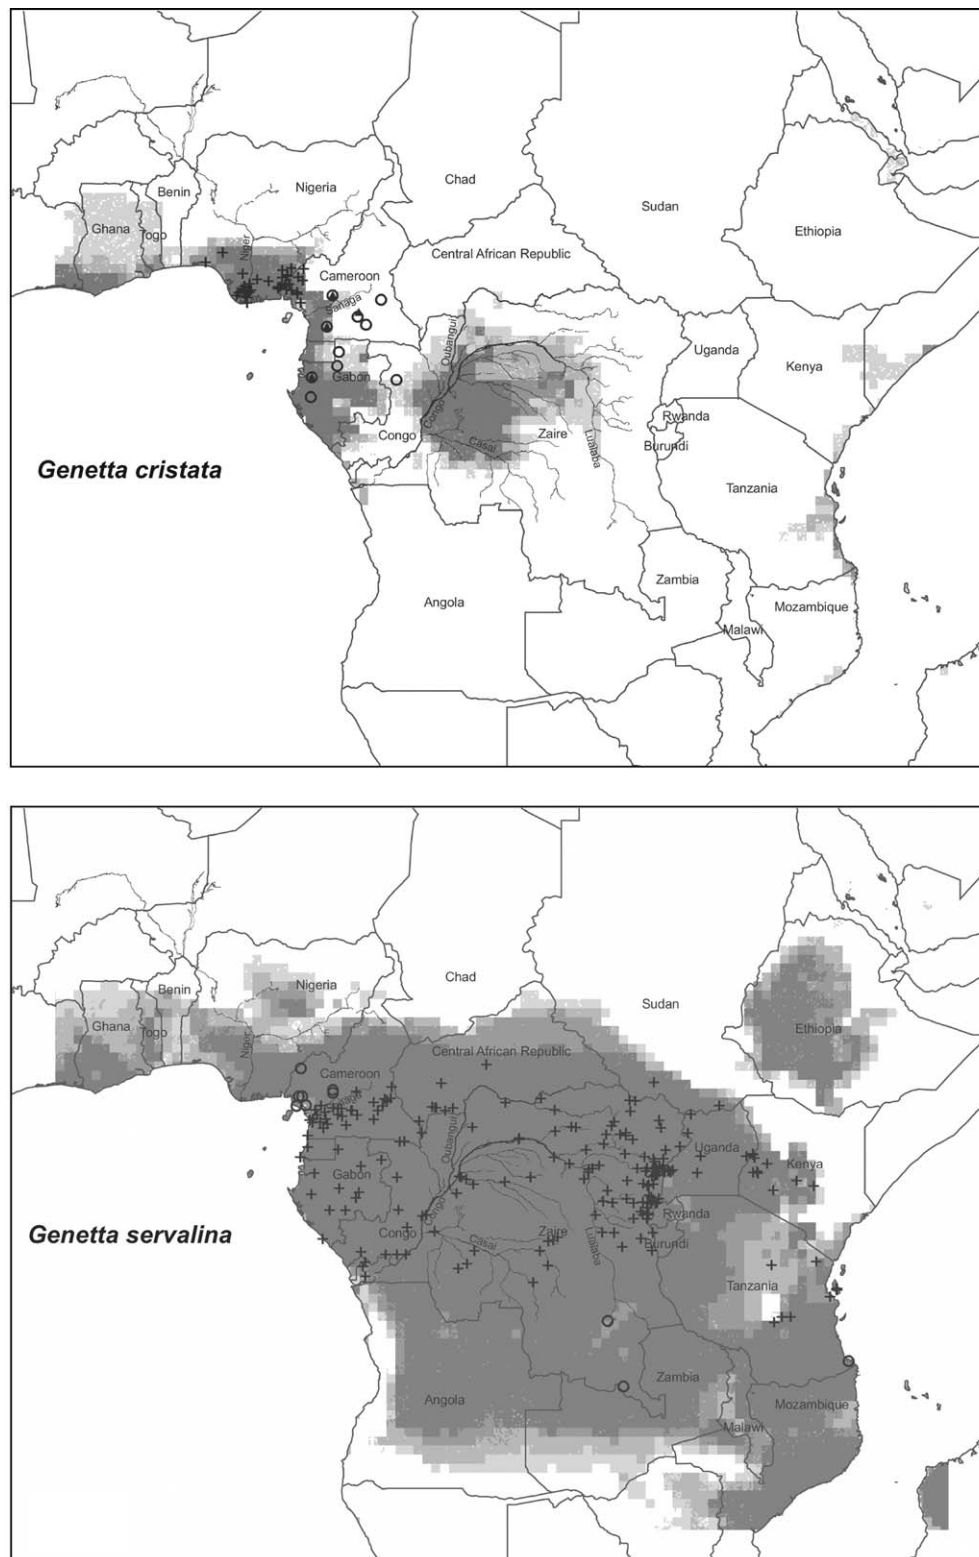 Nigeria
Chad
Sudan
Benin
Ghana
Togo
Niger
Ethiopia
Central African Republic
Cameroon
Sanaga
Oubangui
Uganda
Kenya
Gabon
Rwanda
Congo
Congo
Casai
Zaire
Lualaba
Burundi
Genetta cristata
Tanzania
Zambia
Angola
Mozambique
Malawi
Chad
Nigeria
Benin
Sudan
Ghana
Togo
Niger
Ethiopia
Central African Republic
Cameroon
Sanaga
Oubangui
Uganda
Kenya
Gabon
Rwanda
Congo
Congo
Casai
Zaire
Lualaba
Burundi
Genetta servalina
Tanzania
Zambia
Angola
Mozambique
Malawi